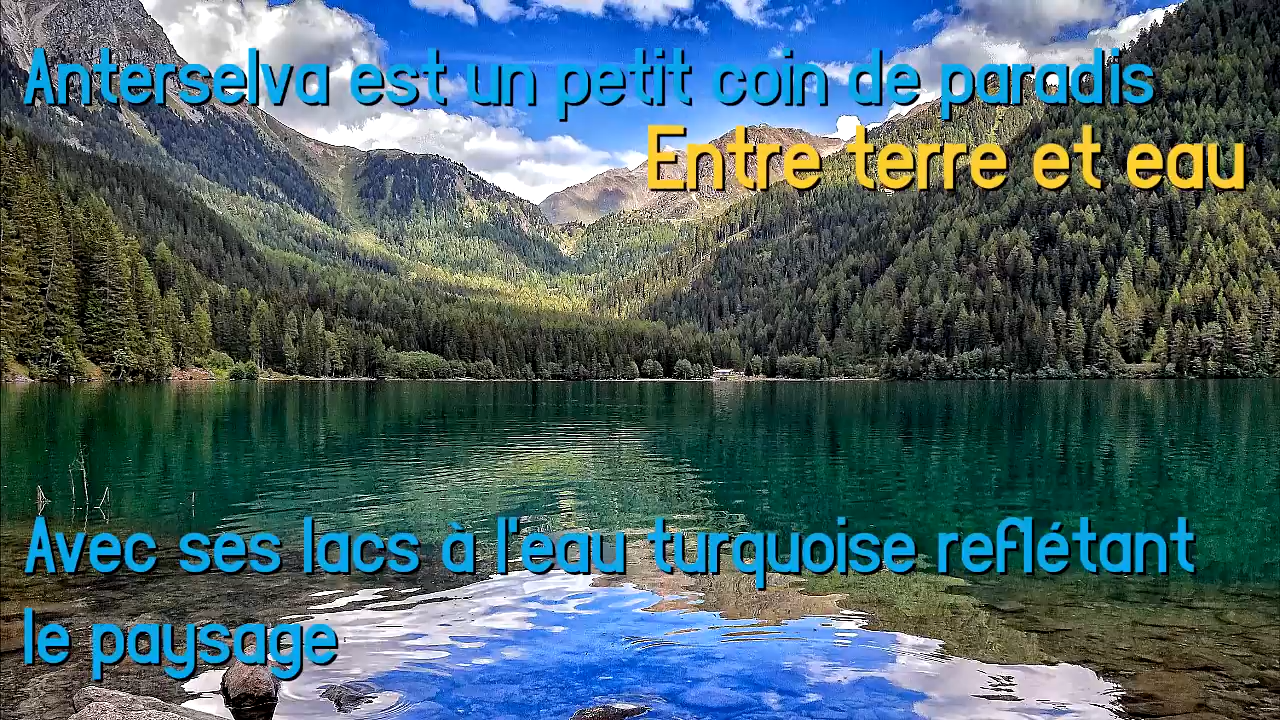 Anterselva est un petit coin de paradis
Entre terre et eau
Avec ses lacs à l'eau turquoise reflétant
le paysage